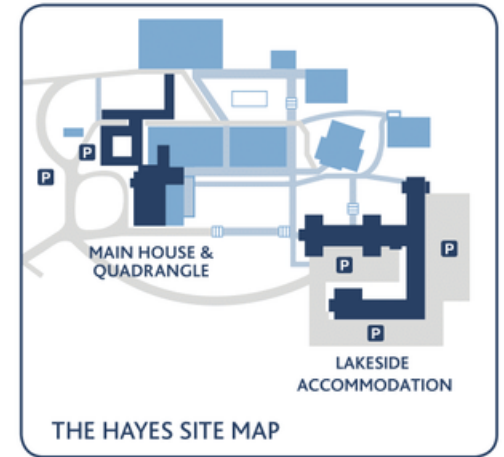 P
P
MAIN HOUSE &
QUADRANGLE
P
P
P
LAKESIDE
ACCOMMODATION
THE HAYES SITE MAP